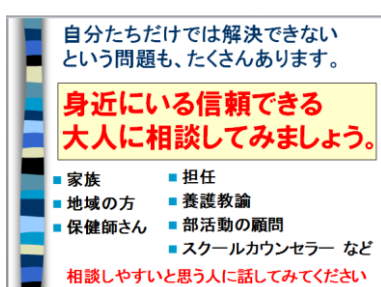 自分たちだけでは解決できない
という問題も、たくさんあります。
身近にいる信頼できる
大人に相談してみましょう。
■ 家族
■ 地域の方
■ 保健師さん
■ 担任
■ 養護教諭
■ 部活動の顧問
■ スクールカウンセラー など
相談しやすいと思う人に話してみてください